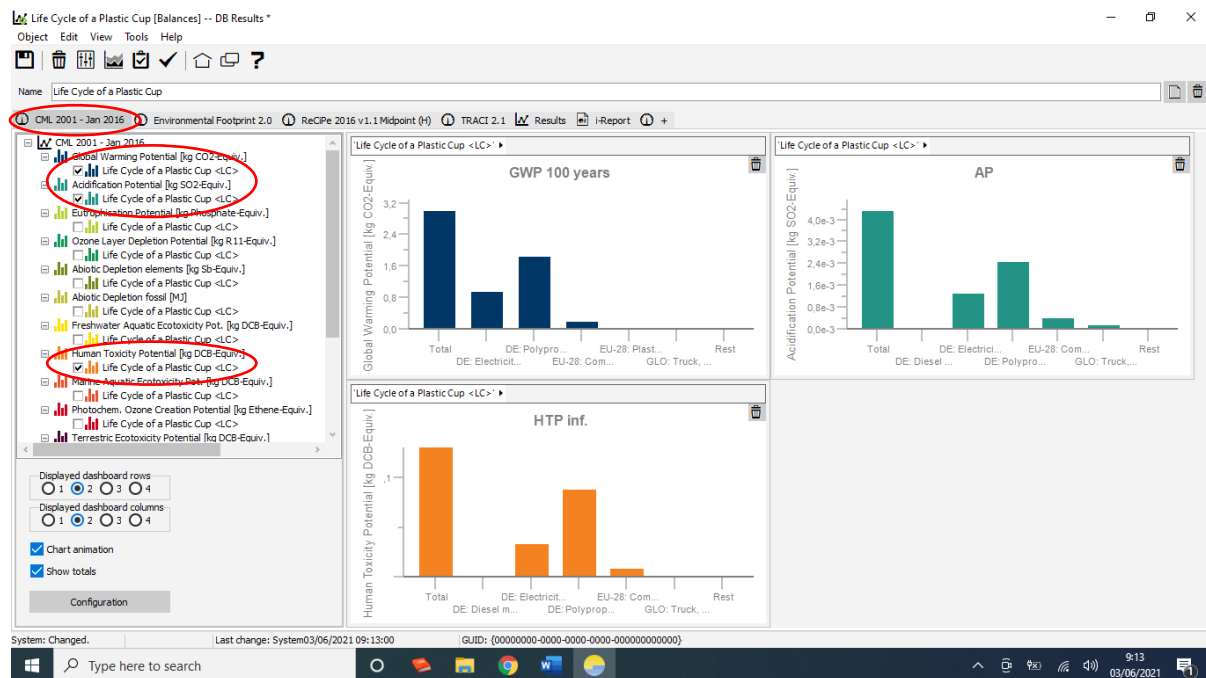 Life Cycle of a Plastic Cup [Balances] -- DB Results *
Object Edit View Tools Help
Name Life Cycle of a Plastic Cup
CML 2001 - Jan 2016 Environmental Footprint 2.0 ReCiPe 2016 v1.1 Midpoint (H) TRACI 2.1 Results i-Report +
CML 2001 - Jan 2016
Global Warming Potential [kg CO2-Equiv.]
Life Cycle of a Plastic Cup <LC>
Acidification Potential [kg SO2-Equiv.]
Life Cycle of a Plastic Cup <LC>
Eutrophication Potential [kg Phosphate-Equiv.]
Life Cycle of a Plastic Cup <LC>
Ozone Layer Depletion Potential [kg R11-Equiv.]
Life Cycle of a Plastic Cup <LC>
Abiotic Depletion elements [kg Sb-Equiv.]
Life Cycle of a Plastic Cup <LC>
Abiotic Depletion fossil [MJ]
Life Cycle of a Plastic Cup <LC>
Freshwater Aquatic Ecotoxicity Pot. [kg DCB-Equiv.]
Life Cycle of a Plastic Cup <LC>
Human Toxicity Potential [kg DCB-Equiv.]
Life Cycle of a Plastic Cup <LC>
Marine Aquatic Ecotoxicity Pot. [kg DCB-Equiv.]
Life Cycle of a Plastic Cup <LC>
Photochem. Ozone Creation Potential [kg Ethene-Equiv.]
Life Cycle of a Plastic Cup <LC>
Terrestric Ecotoxicity Potential [kg DCB-Equiv.]
Displayed dashboard rows
1 2 3 4
Displayed dashboard columns
1 2 3 4
Chart animation
Show totals
Configuration
'Life Cycle of a Plastic Cup <LC>'
GWP 100 years
Global Warming Potential [kg CO2-Equiv.]
3,2
2,4
1,6
0,8
0,0
Total DE: Polypro... EU-28: Plast... Rest
DE: Electricit... EU-28: Com... GLO: Truck, ...
'Life Cycle of a Plastic Cup <LC>'
AP
Acidification Potential [kg SO2-Equiv.]
4,0e-3
3,2e-3
2,4e-3
1,6e-3
0,8e-3
0,0e-3
Total DE: Electrici... EU-28: Com... Rest
DE: Diesel ... DE: Polypro... GLO: Truck,...
'Life Cycle of a Plastic Cup <LC>'
HTP inf.
Human Toxicity Potential [kg DCB-Equiv.]
,1
Total DE: Electricit... EU-28: Com... Rest
DE: Diesel m... DE: Polyprop... GLO: Truck, ...
System: Changed. Last change: System03/06/2021 09:13:00 GUID: {00000000-0000-0000-0000-000000000000}
Type here to search
9:13
03/06/2021
1